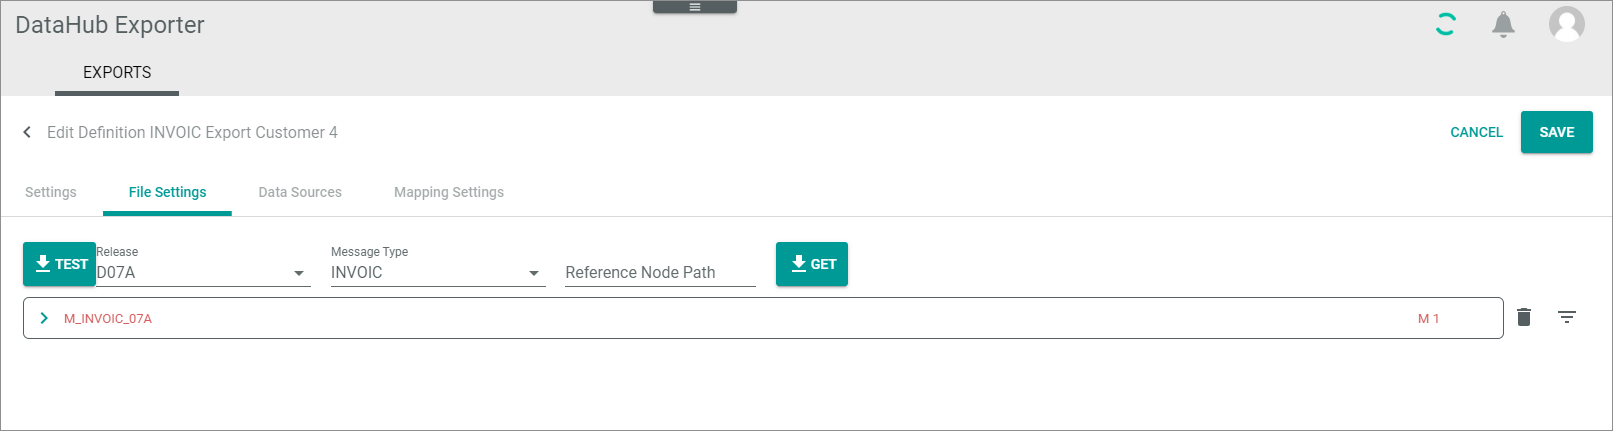 DataHub Exporter
EXPORTS
Edit Definition INVOIC Export Customer 4
CANCEL
SAVE
Settings
File Settings
Data Sources
Mapping Settings
TEST
Release
D07A
Message Type
INVOIC
Reference Node Path
GET
M_INVOIC_07A
M 1